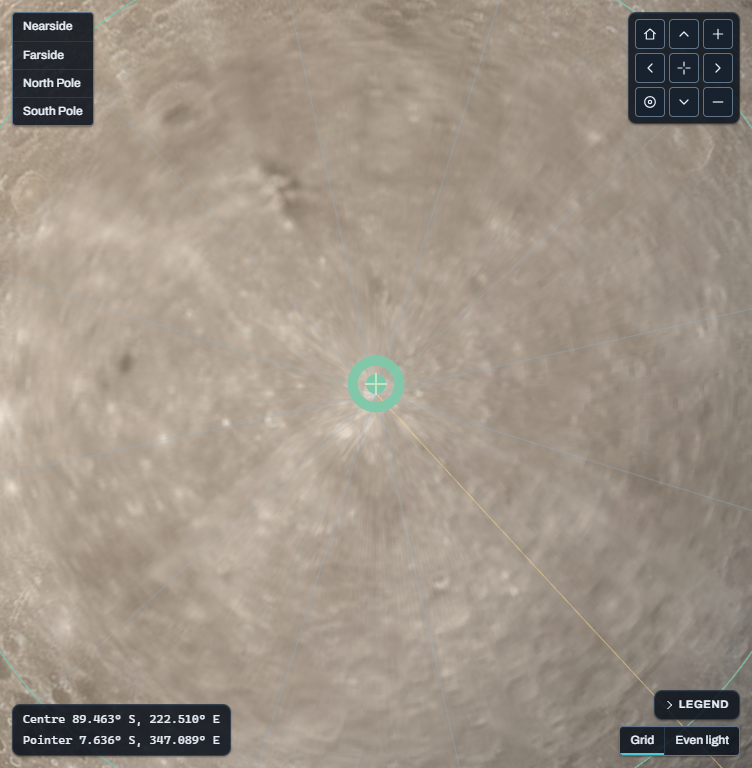 Nearside
Farside
North Pole
South Pole
Centre 89.463° S, 222.510° E
Pointer 7.636° S, 347.089° E
LEGEND
Grid Even light